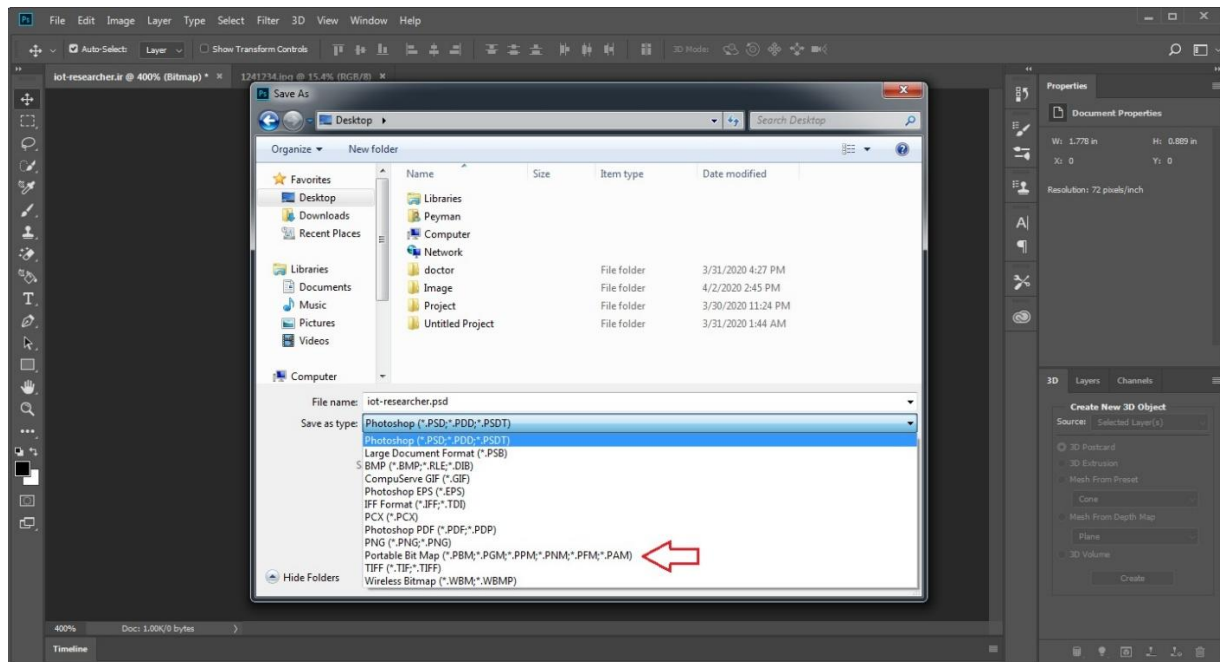 Ps File Edit Image Layer Type Select Filter 3D View Window Help
Auto-Select: Layer Show Transform Controls 3D Mode:
iot-researcher.ir @ 400% (Bitmap) * × 1241234.jpg @ 15.4% (RGB/8) ×
Ps Save As
Desktop
Search Desktop
Organize New folder
Favorites
Desktop
Downloads
Recent Places
Libraries
Documents
Music
Pictures
Videos
Computer
Name Size Item type Date modified
Libraries
Peyman
Computer
Network
doctor File folder 3/31/2020 4:27 PM
Image File folder 4/2/2020 2:45 PM
Project File folder 3/30/2020 11:24 PM
Untitled Project File folder 3/31/2020 1:44 AM
File name: iot-researcher.psd
Save as type: Photoshop (*.PSD;*.PDD;*.PSDT)
Photoshop (*.PSD;*.PDD;*.PSDT)
Large Document Format (*.PSB)
S BMP (*.BMP;*.RLE;*.DIB)
CompuServe GIF (*.GIF)
Photoshop EPS (*.EPS)
IFF Format (*.IFF;*.TDI)
PCX (*.PCX)
Photoshop PDF (*.PDF;*.PDP)
PNG (*.PNG;*.PNG)
Portable Bit Map (*.PBM;*.PGM;*.PPM;*.PNM;*.PFM;*.PAM)
TIFF (*.TIF;*.TIFF)
Wireless Bitmap (*.WBM;*.WBMP)
Hide Folders
Properties
Document Properties
W: 1.778 in H: 0.889 in
X: 0 Y: 0
Resolution: 72 pixels/inch
3D Layers Channels
Create New 3D Object
Source: Selected Layer(s)
3D Postcard
3D Extrusion
Mesh From Preset
Cone
Mesh From Depth Map
Plane
3D Volume
Create
400% Doc: 1.00K/0 bytes
Timeline